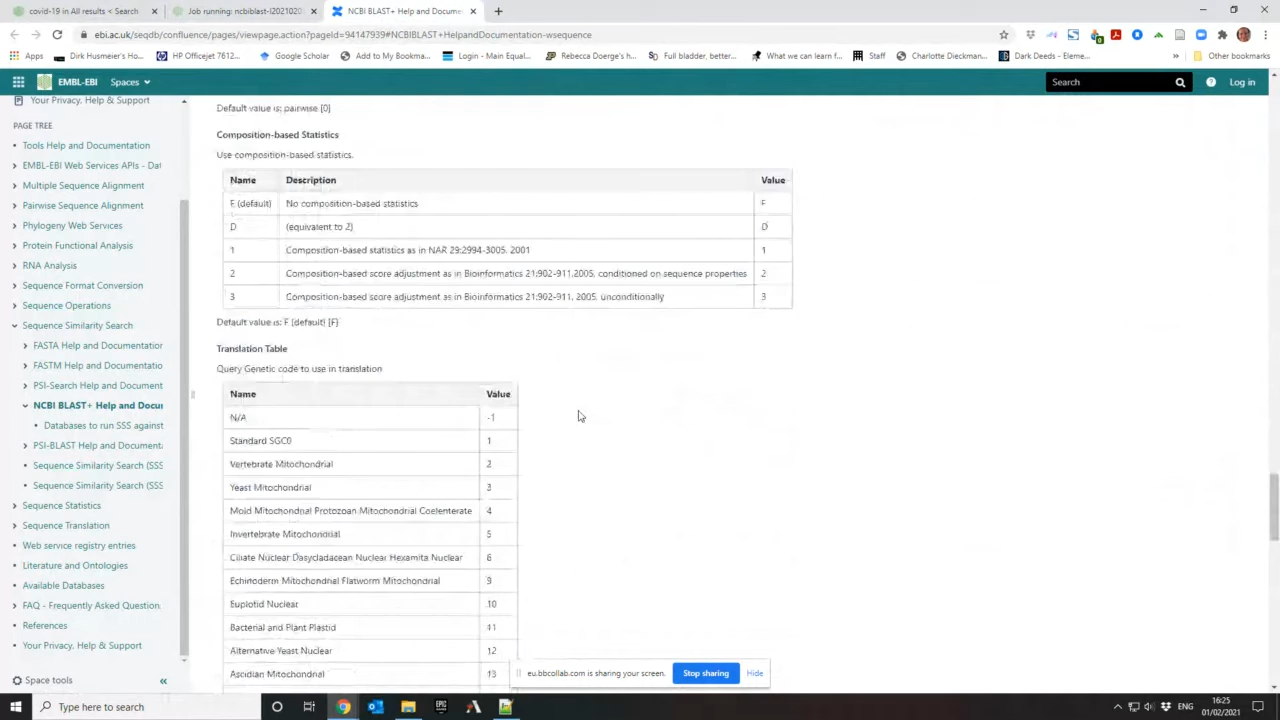 covid-19 in All results < Search
Job running: ncbiblast-I2021020
NCBI BLAST+ Help and Docume
ebi.ac.uk/seqdb/confluence/pages/viewpage.action?pageId=94147939#NCBIBLAST+HelpandDocumentation-wsequence
Apps
Dirk Husmeier's Ho...
HP Officejet 7612...
Google Scholar
Add to My Bookma...
Login - Main Equal...
Rebecca Doerge's h...
Full bladder, better...
What we can learn f...
Staff
Charlotte Dieckman...
Dark Deeds - Eleme...
»
Other bookmarks
EMBL-EBI
Spaces
Search
Log in
Your Privacy, Help & Support
PAGE TREE
Tools Help and Documentation
EMBL-EBI Web Services APIs - Dat
Multiple Sequence Alignment
Pairwise Sequence Alignment
Phylogeny Web Services
Protein Functional Analysis
RNA Analysis
Sequence Format Conversion
Sequence Operations
Sequence Similarity Search
FASTA Help and Documentation
FASTM Help and Documentatio
PSI-Search Help and Document
NCBI BLAST+ Help and Docu
Databases to run SSS against
PSI-BLAST Help and Documenta
Sequence Similarity Search (SSS
Sequence Similarity Search (SSS
Sequence Statistics
Sequence Translation
Web service registry entries
Literature and Ontologies
Available Databases
FAQ - Frequently Asked Question
References
Your Privacy, Help & Support
Space tools
«
Default value is: pairwise [0]
Composition-based Statistics
Use composition-based statistics.
Name Description Value
F (default) No composition-based statistics F
D (equivalent to 2) D
1 Composition-based statistics as in NAR 29:2994-3005, 2001 1
2 Composition-based score adjustment as in Bioinformatics 21:902-911,2005, conditioned on sequence properties 2
3 Composition-based score adjustment as in Bioinformatics 21:902-911, 2005, unconditionally 3
Default value is: F (default) [F]
Translation Table
Query Genetic code to use in translation
Name Value
N/A -1
Standard SGC0 1
Vertebrate Mitochondrial 2
Yeast Mitochondrial 3
Mold Mitochondrial Protozoan Mitochondrial Coelenterate 4
Invertebrate Mitochondrial 5
Ciliate Nuclear Dasycladacean Nuclear Hexamita Nuclear 6
Echinoderm Mitochondrial Flatworm Mitochondrial 9
Euplotid Nuclear 10
Bacterial and Plant Plastid 11
Alternative Yeast Nuclear 12
Ascidian Mitochondrial 13
eu.bbcollab.com is sharing your screen.
Stop sharing
Hide
Type here to search
EPIC
ENG
16:25
01/02/2021